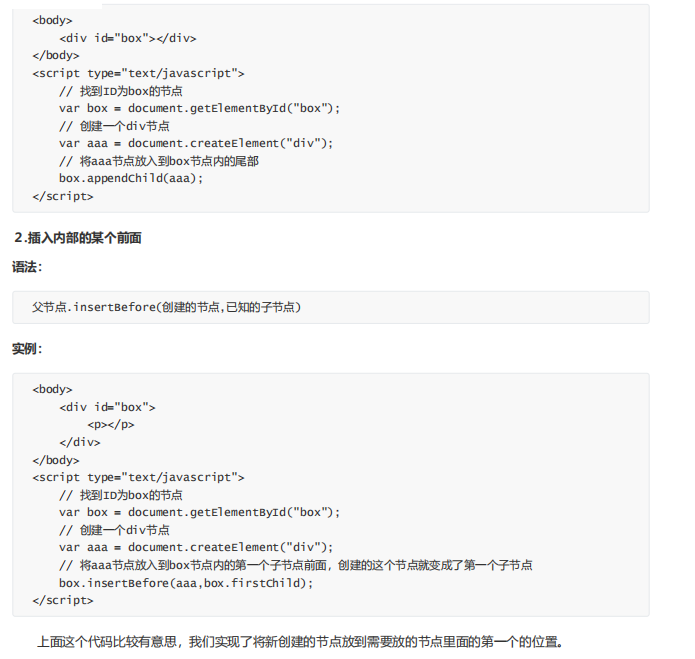 <body>
    <div id="box"></div>
</body>
<script type="text/javascript">
    // 找到ID为box的节点
    var box = document.getElementById("box");
    // 创建一个div节点
    var aaa = document.createElement("div");
    // 将aaa节点放入到box节点内的尾部
    box.appendChild(aaa);
</script>
2.插入内部的某个前面
语法：
父节点.insertBefore(创建的节点,已知的子节点)
实例：
<body>
    <div id="box">
        <p></p>
    </div>
</body>
<script type="text/javascript">
    // 找到ID为box的节点
    var box = document.getElementById("box");
    // 创建一个div节点
    var aaa = document.createElement("div");
    // 将aaa节点放入到box节点内的第一个子节点前面，创建的这个节点就变成了第一个子节点
    box.insertBefore(aaa,box.firstChild);
</script>
上面这个代码比较有意思，我们实现了将新创建的节点放到需要放的节点里面的第一个的位置。